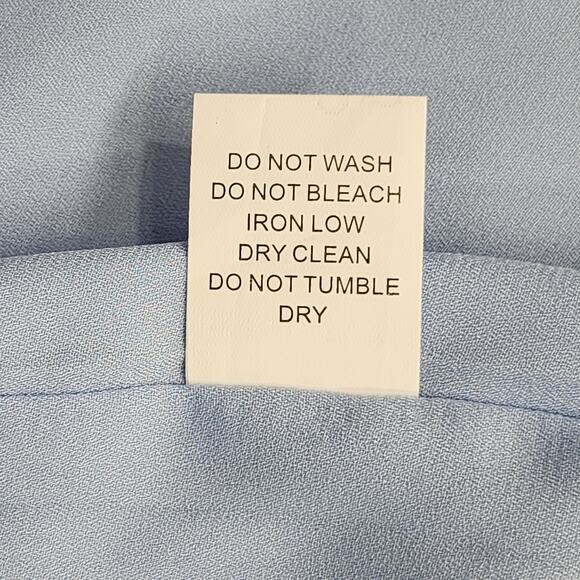 DO NOT WASH
DO NOT BLEACH
IRON LOW
DRY CLEAN
DO NOT TUMBLE
DRY